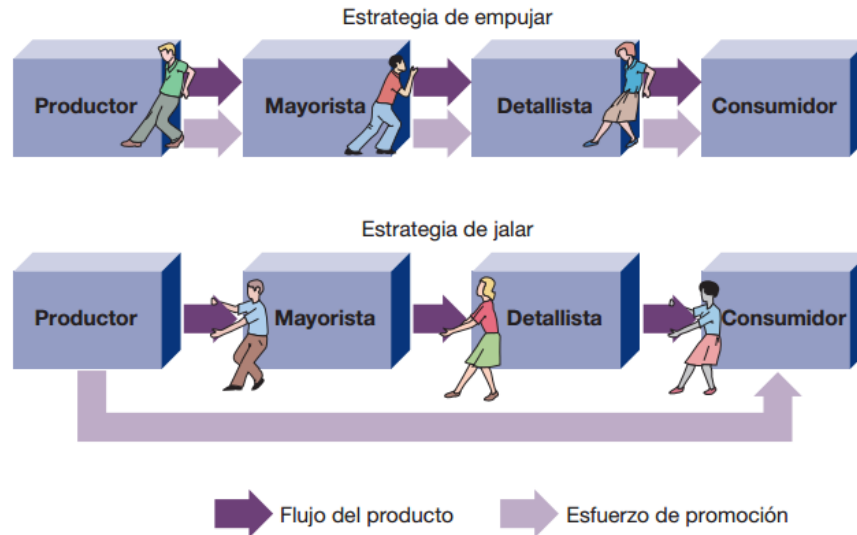 Estrategia de empujar
Productor
Mayorista
Detallista
Consumidor
Estrategia de jalar
Productor
Mayorista
Detallista
Consumidor
Flujo del producto
Esfuerzo de promoción